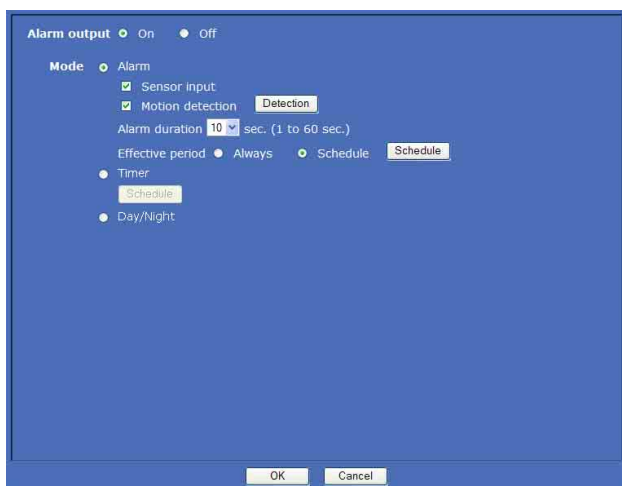 Alarm output On Off
Mode Alarm
Sensor input
Motion detection Detection
Alarm duration 10 sec. (1 to 60 sec.)
Effective period Always Schedule Schedule
Timer
Schedule
Day/Night
OK Cancel